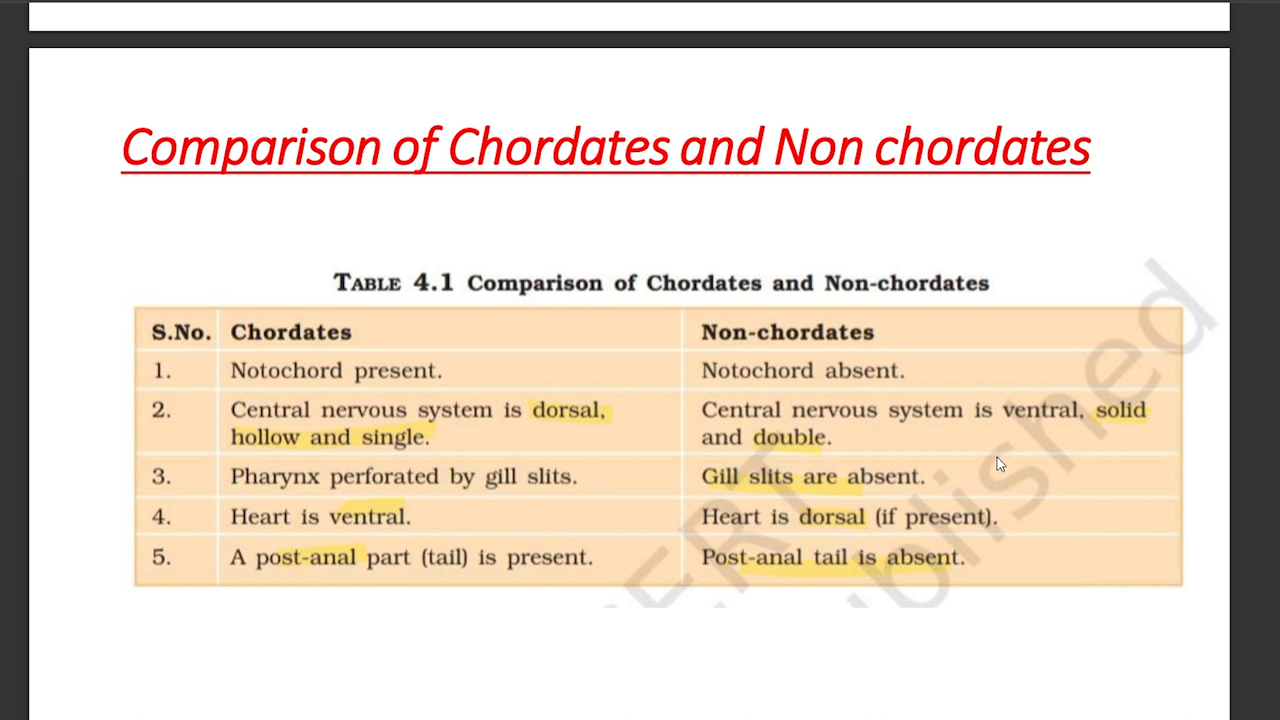 Comparison of Chordates and Non chordates
TABLE 4.1 Comparison of Chordates and Non-chordates
S.No. Chordates Non-chordates
1. Notochord present. Notochord absent.
2. Central nervous system is dorsal, Central nervous system is ventral, solid
hollow and single. and double.
3. Pharynx perforated by gill slits. Gill slits are absent.
4. Heart is ventral. Heart is dorsal (if present).
5. A post-anal part (tail) is present. Post-anal tail is absent.